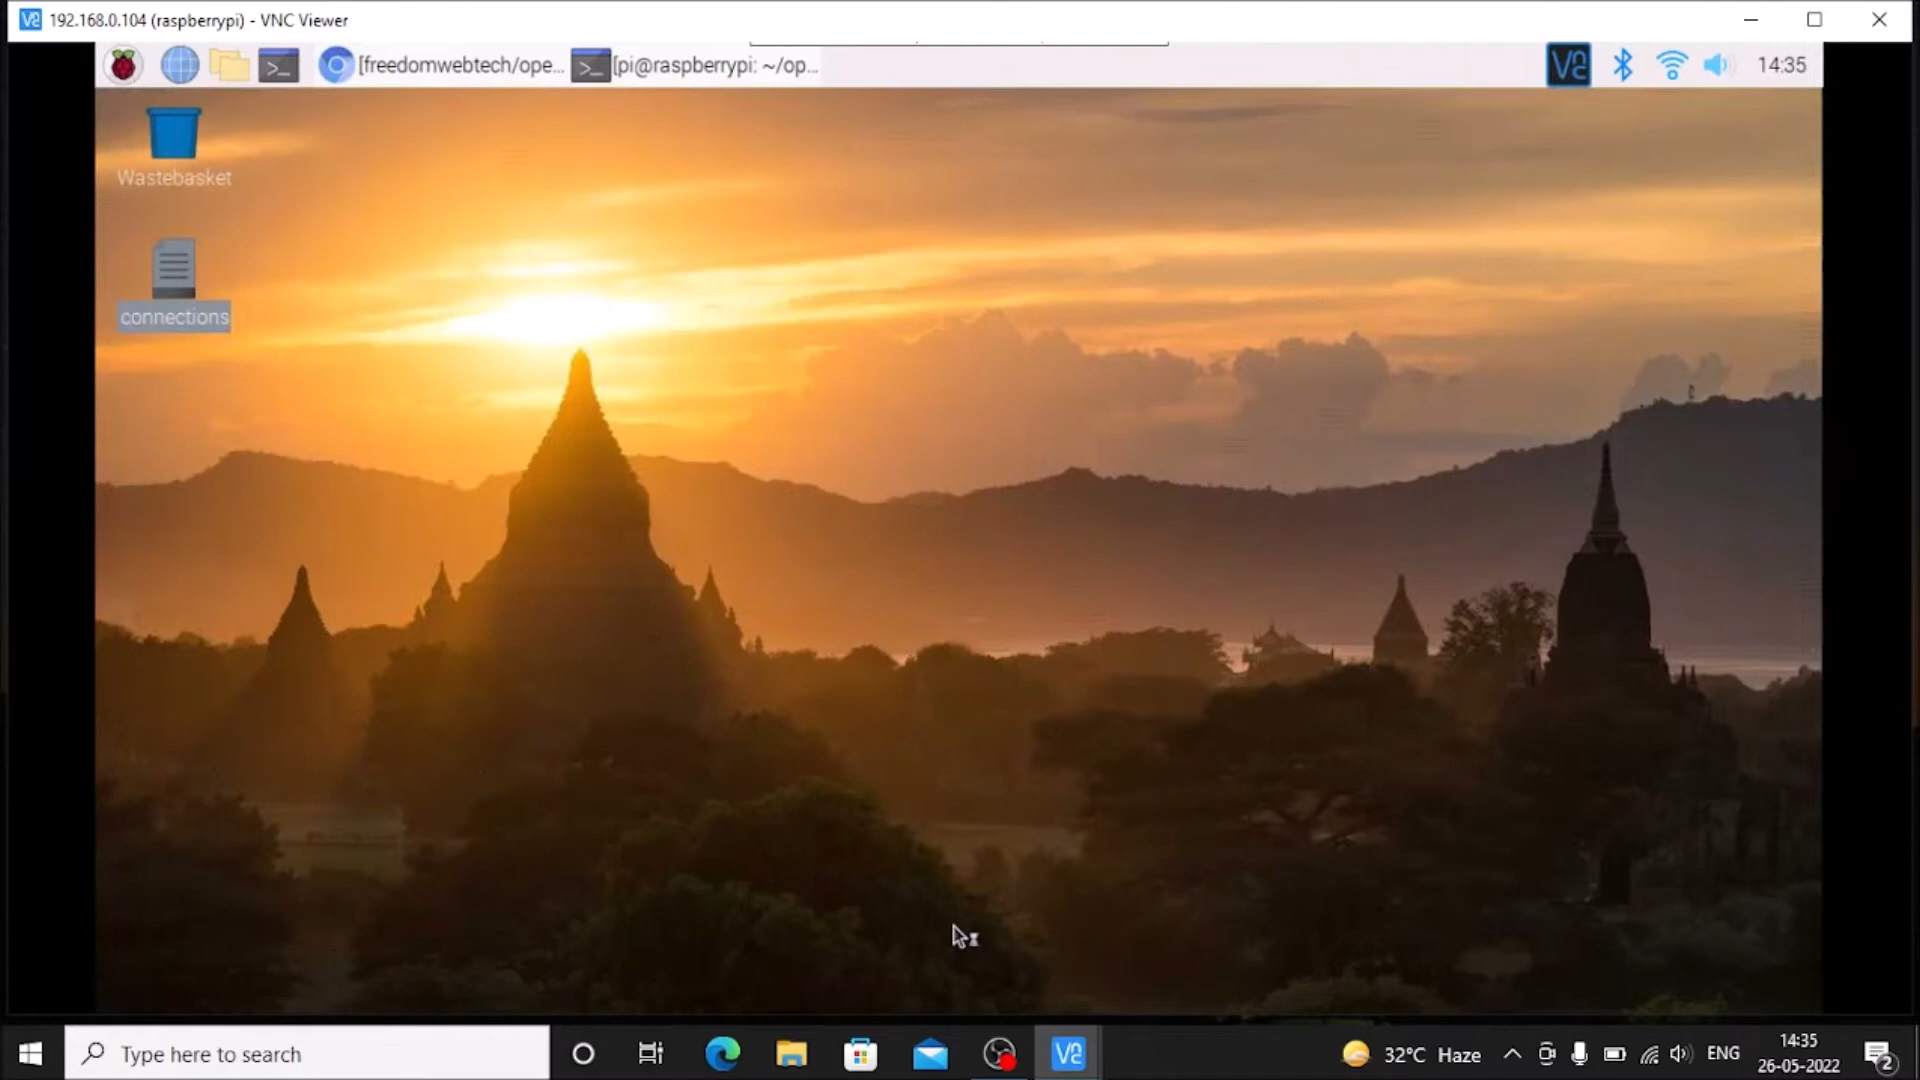 192.168.0.104 (raspberrypi) - VNC Viewer
[freedomwebtech/ope...
[pi@raspberrypi: ~/op...
14:35
Wastebasket
connections
Type here to search
32°C Haze
ENG
14:35
26-05-2022
2